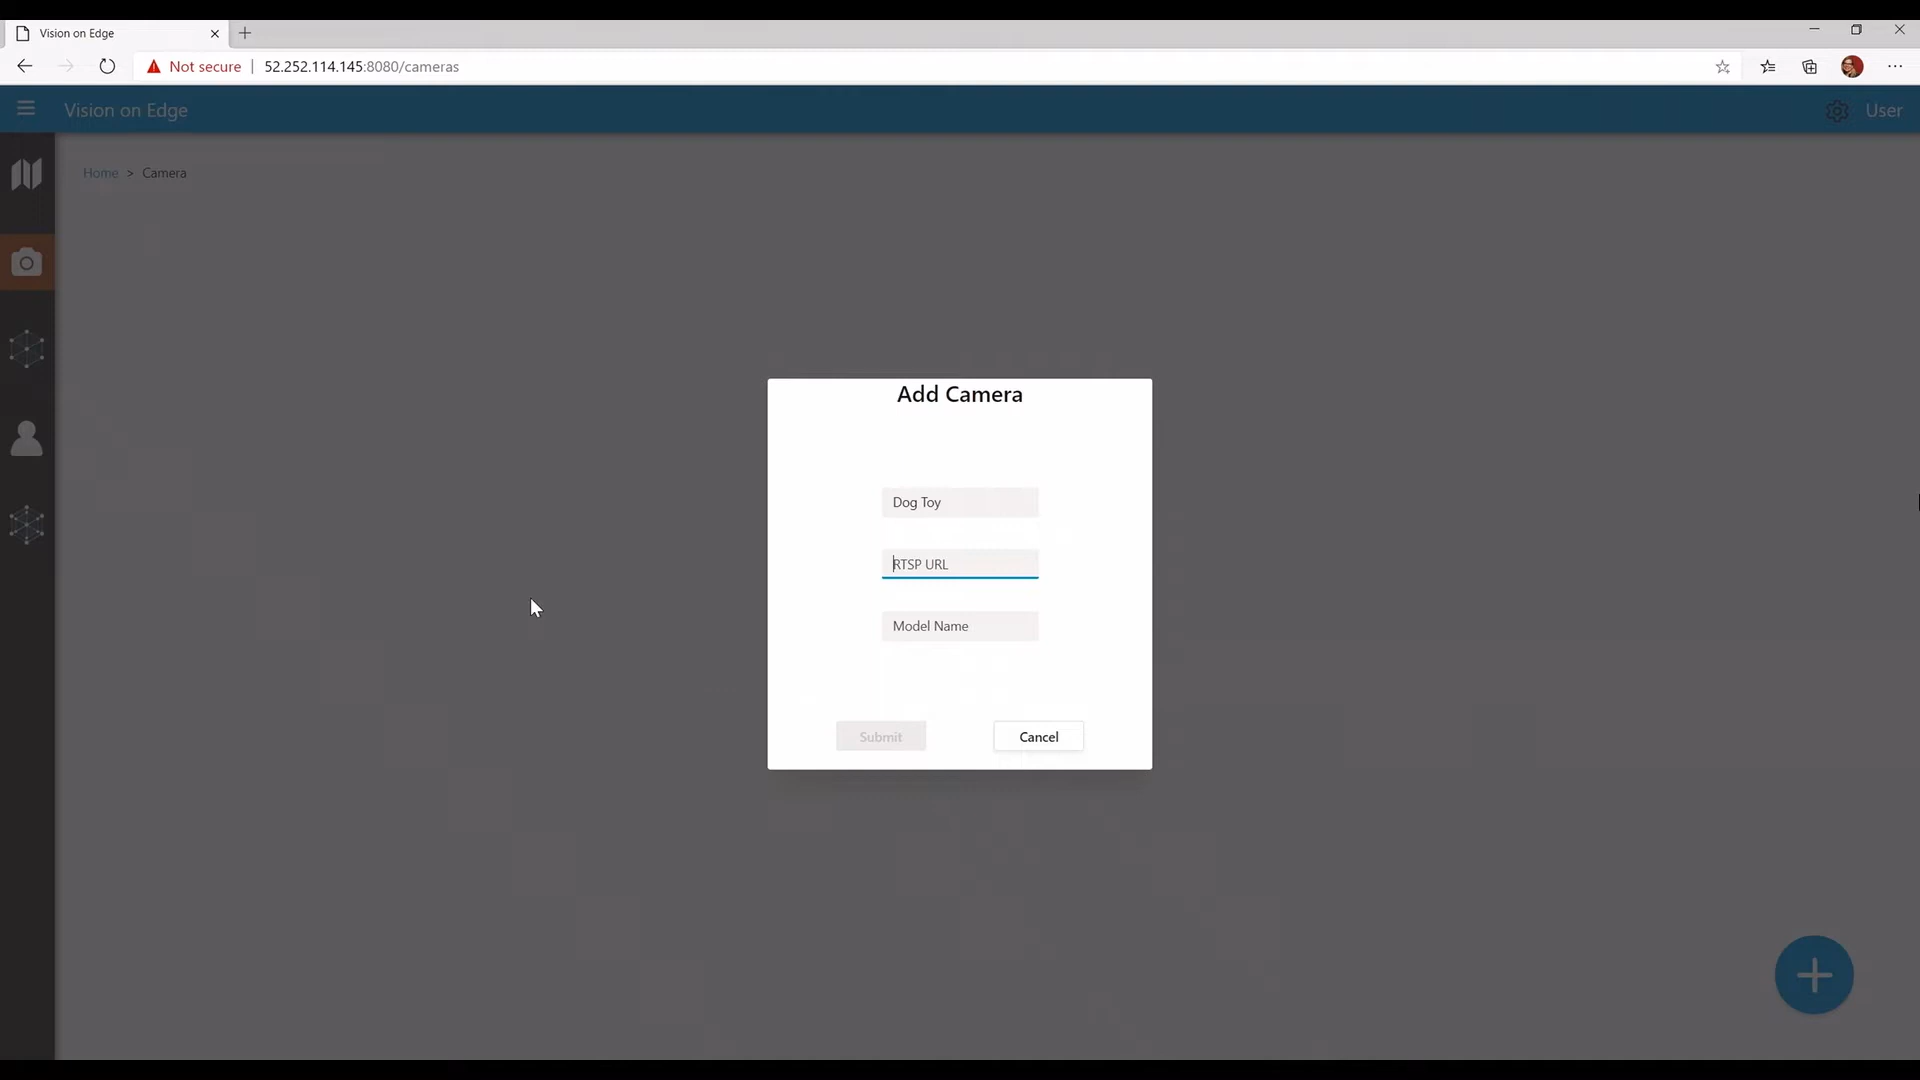 Vision on Edge
Not secure | 52.252.114.145:8080/cameras
Vision on Edge
User
Home > Camera
Add Camera
Dog Toy
RTSP URL
Model Name
Submit
Cancel